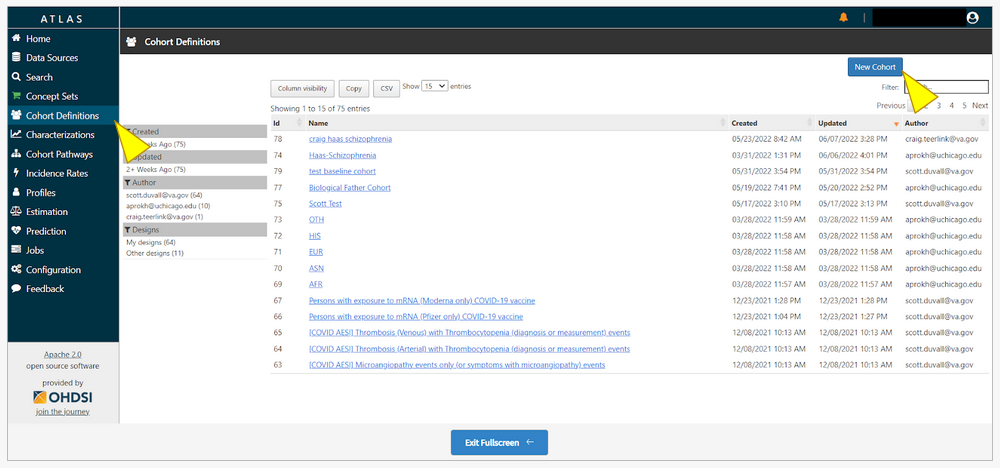 ATLAS
Home
Data Sources
Search
Concept Sets
Cohort Definitions
Characterizations
Cohort Pathways
Incidence Rates
Profiles
Estimation
Prediction
Jobs
Configuration
Feedback
Apache 2.0
open source software
provided by
OHDSI
join the journey
Cohort Definitions
New Cohort
Column visibility Copy CSV Show 15 entries
Filter:
Showing 1 to 15 of 75 entries
Previous 3 4 5 Next
Created
Weeks Ago (75)
2+ Weeks Ago (75)
Author
scott.duvall@va.gov (64)
aprokh@uchicago.edu (10)
craig.teerlink@va.gov (1)
Designs
My designs (64)
Other designs (11)
Id Name Created Updated Author
78 craig haas schizophrenia 05/23/2022 8:42 AM 06/07/2022 3:28 PM craig.teerlink@va.gov
74 Haas-Schizophrenia 03/31/2022 1:31 PM 06/06/2022 4:01 PM aprokh@uchicago.edu
79 test baseline cohort 05/31/2022 3:54 PM 05/31/2022 3:54 PM scott.duvall@va.gov
77 Biological Father Cohort 05/19/2022 7:41 PM 05/20/2022 2:52 PM aprokh@uchicago.edu
75 Scott Test 05/17/2022 3:10 PM 05/17/2022 3:13 PM scott.duvall@va.gov
73 OTH 03/28/2022 11:59 AM 03/28/2022 11:59 AM aprokh@uchicago.edu
72 HIS 03/28/2022 11:58 AM 03/28/2022 11:58 AM aprokh@uchicago.edu
71 EUR 03/28/2022 11:58 AM 03/28/2022 11:58 AM aprokh@uchicago.edu
70 ASN 03/28/2022 11:58 AM 03/28/2022 11:58 AM aprokh@uchicago.edu
69 AFR 03/28/2022 11:57 AM 03/28/2022 11:57 AM aprokh@uchicago.edu
67 Persons with exposure to mRNA (Moderna only) COVID-19 vaccine 12/23/2021 1:28 PM 12/23/2021 1:28 PM scott.duvall@va.gov
66 Persons with exposure to mRNA (Pfizer only) COVID-19 vaccine 12/23/2021 1:04 PM 12/23/2021 1:27 PM scott.duvall@va.gov
65 [COVID AESI] Thrombosis (Venous) with Thrombocytopenia (diagnosis or measurement) events 12/08/2021 10:13 AM 12/08/2021 10:13 AM scott.duvall@va.gov
64 [COVID AESI] Thrombosis (Arterial) with Thrombocytopenia (diagnosis or measurement) events 12/08/2021 10:13 AM 12/08/2021 10:13 AM scott.duvall@va.gov
63 [COVID AESI] Microangiopathy events only (or symptoms with microangiopathy) events 12/08/2021 10:13 AM 12/08/2021 10:13 AM scott.duvall@va.gov
Exit Fullscreen ←